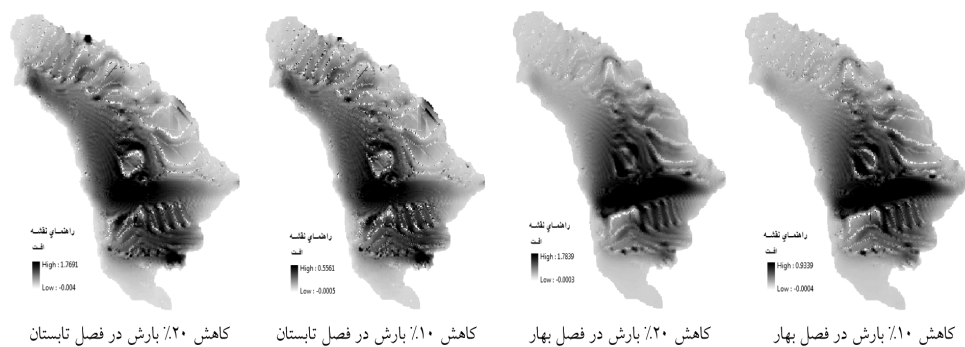 راهنمای نقشه
افت
High : 0.9339
Low : -0.0004
کاهش ۱۰٪ بارش در فصل بهار
راهنمای نقشه
افت
High : 1.7839
Low : -0.0003
کاهش ۲۰٪ بارش در فصل بهار
راهنمای نقشه
افت
High : 0.5561
Low : -0.0005
کاهش ۱۰٪ بارش در فصل تابستان
راهنمای نقشه
افت
High : 1.7691
Low : -0.004
کاهش ۲۰٪ بارش در فصل تابستان